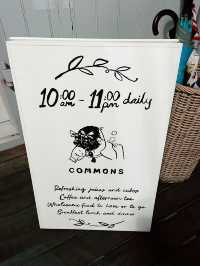 10:00 am - 11:00 pm daily
COMMONS
Refreshing juices and
Coffee and afternoon tea
Wholesome food to have or to go
Breakfast lunch and dinner